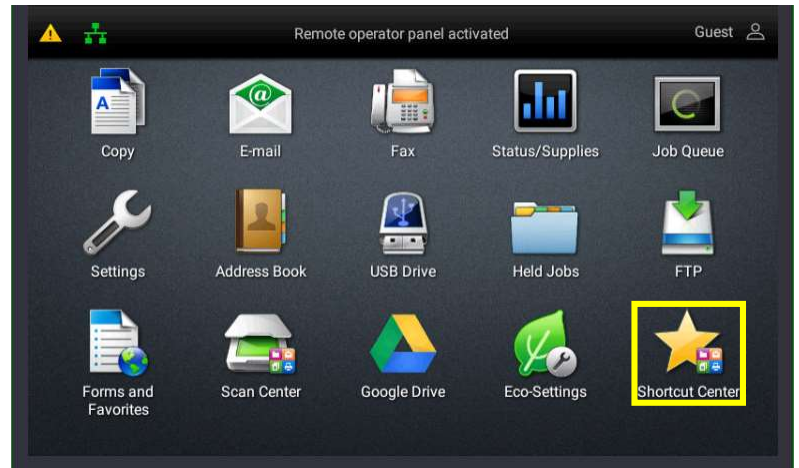 Remote operator panel activated
Guest
Copy
E-mail
Fax
Status/Supplies
Job Queue
Settings
Address Book
USB Drive
Held Jobs
FTP
Forms and
Favorites
Scan Center
Google Drive
Eco-Settings
Shortcut Center